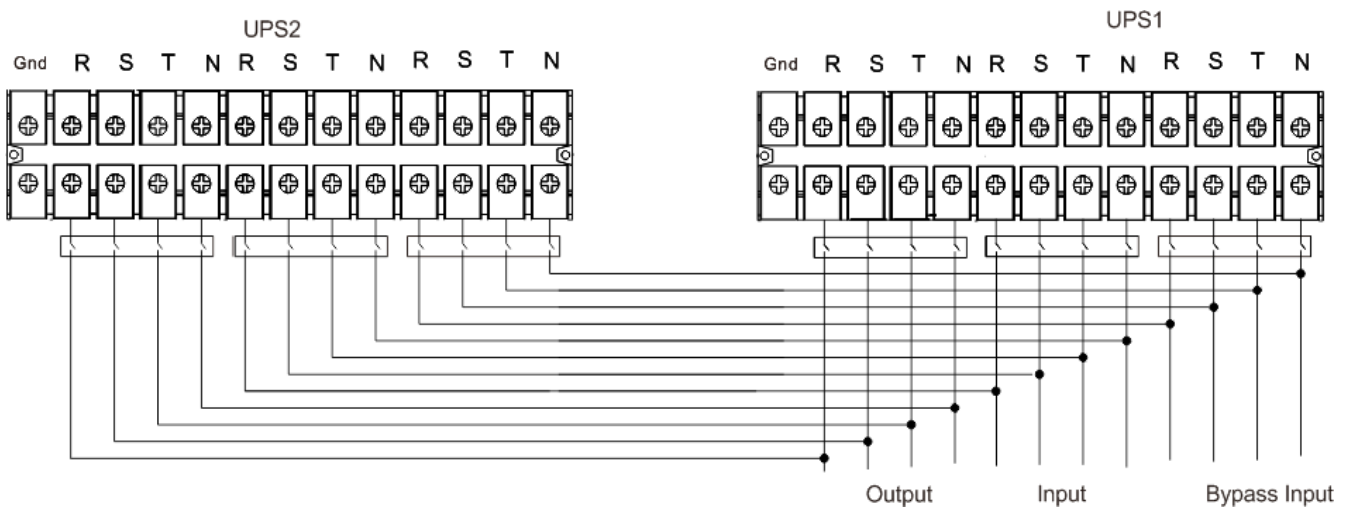 UPS2
UPS1
Gnd R S T N R S T N R S T N
Gnd R S T N R S T N R S T N
Output Input Bypass Input